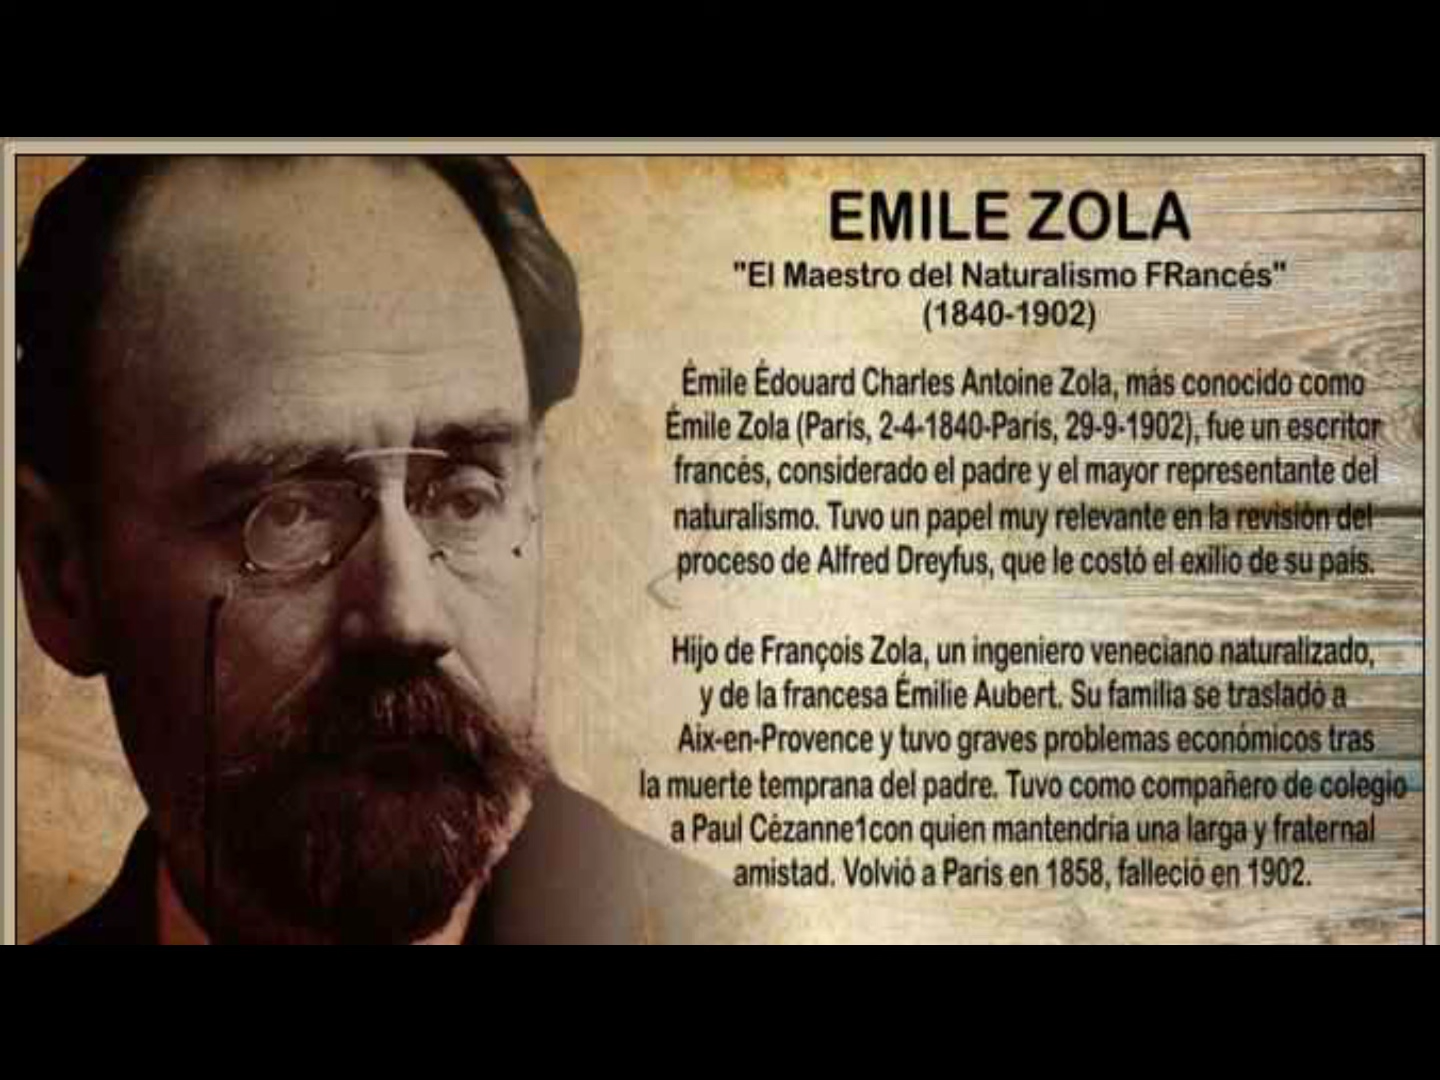 EMILE ZOLA
"El Maestro del Naturalismo FRancés"
(1840-1902)
Émile Édouard Charles Antoine Zola, más conocido como
Émile Zola (París, 2-4-1840-París, 29-9-1902), fue un escritor
francés, considerado el padre y el mayor representante del
naturalismo. Tuvo un papel muy relevante en la revisión del
proceso de Alfred Dreyfus, que le costó el exilio de su país.
Hijo de François Zola, un ingeniero veneciano naturalizado,
y de la francesa Émilie Aubert. Su familia se trasladó a
Aix-en-Provence y tuvo graves problemas económicos tras
la muerte temprana del padre. Tuvo como compañero de colegio
a Paul Cézanne1con quien mantendría una larga y fraternal
amistad. Volvió a París en 1858, falleció en 1902.